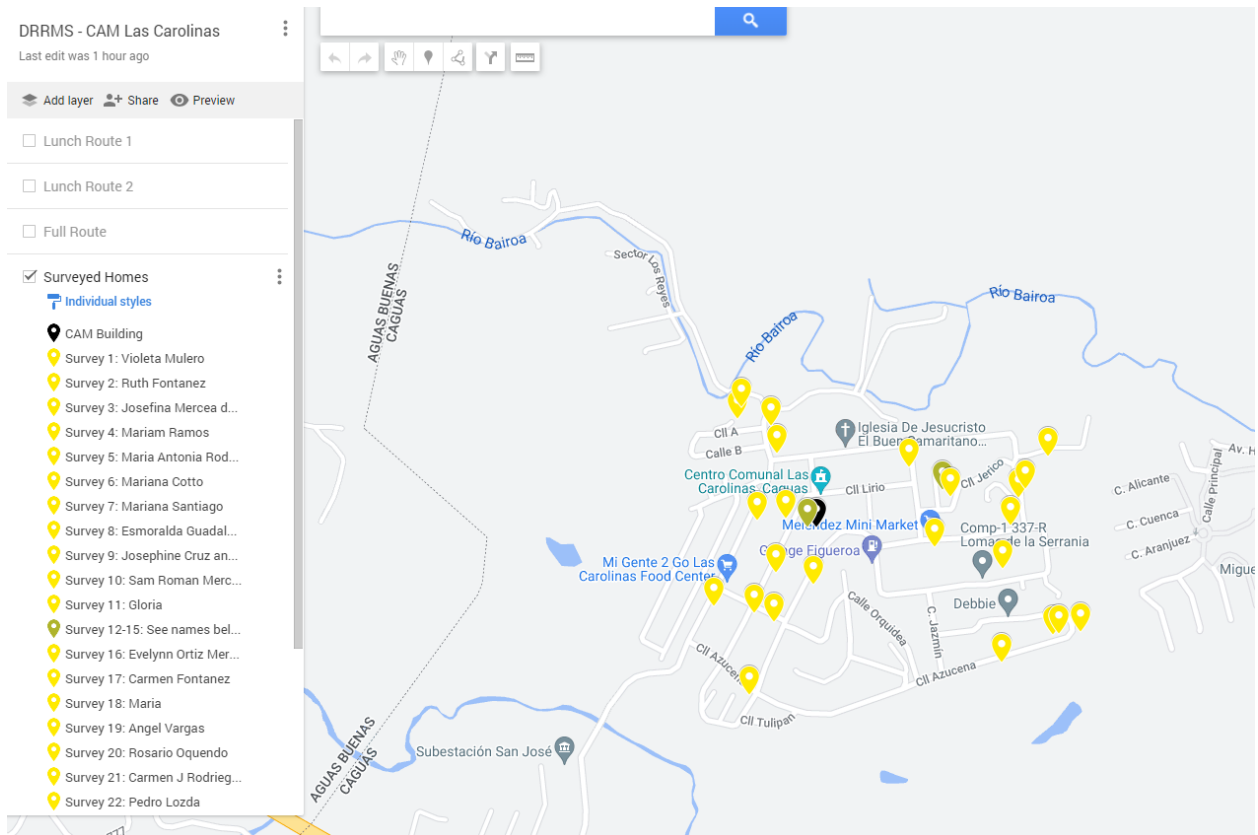 DRRMS - CAM Las Carolinas
Last edit was 1 hour ago
Add layer
Share
Preview
Lunch Route 1
Lunch Route 2
Full Route
Surveyed Homes
Individual styles
CAM Building
Survey 1: Violeta Mulero
Survey 2: Ruth Fontanez
Survey 3: Josefina Mercea d...
Survey 4: Mariam Ramos
Survey 5: Maria Antonia Rod...
Survey 6: Mariana Cotto
Survey 7: Mariana Santiago
Survey 8: Esmoralda Guadal...
Survey 9: Josephine Cruz an...
Survey 10: Sam Roman Merc...
Survey 11: Gloria
Survey 12-15: See names bel...
Survey 16: Evelynn Ortiz Mer...
Survey 17: Carmen Fontanez
Survey 18: Maria
Survey 19: Angel Vargas
Survey 20: Rosario Oquendo
Survey 21: Carmen J Rodrieg...
Survey 22: Pedro Lozda
Río Bairoa
Sector Los Reyes
AGUAS BUENAS
CAGUAS
Río Bairoa
Río Bairoa
Cll A
Calle B
Iglesia De Jesucristo
El Buen Samaritano...
Centro Comunal Las
Carolinas-Caguas
Cll Lirio
Cll Jerico
Av. H
Calle Principal
C. Alicante
C. Cuenca
C. Aranjuez
Migue
Melendez Mini Market
Comp-1 337-R
Lomas de la Serrania
Figueroa
Mi Gente 2 Go Las
Carolinas Food Center
Debbie
Calle Orquidea
C. Jazmín
Cll Azucena
Cll Azucena
Cll Tulipan
Subestación San José
AGUAS BUENAS
CAGUAS
777